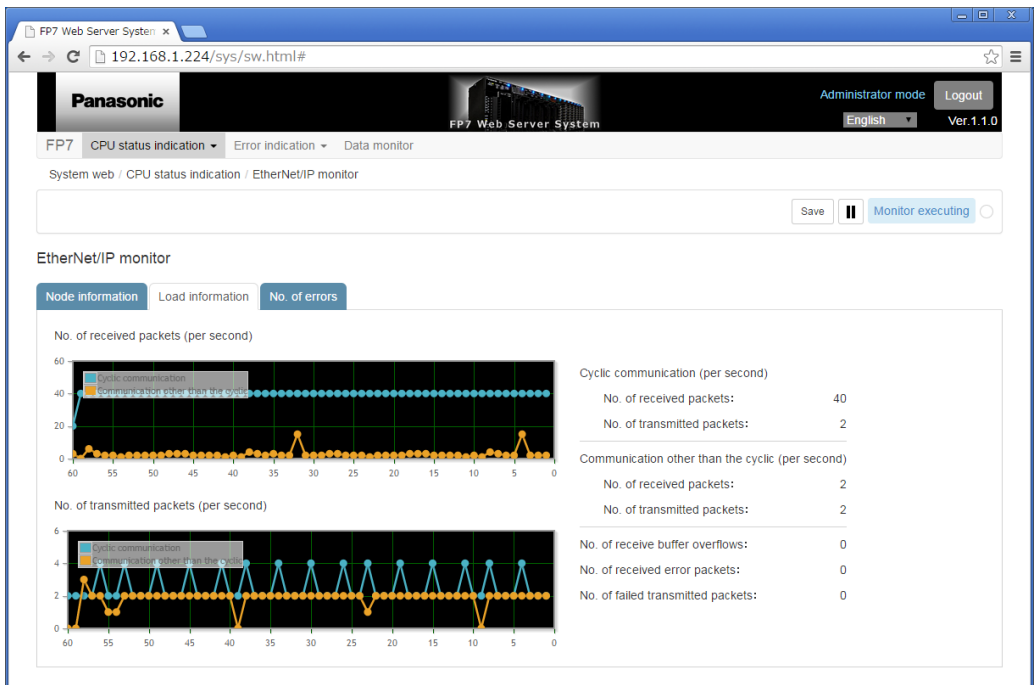 FP7 Web Server System ×
192.168.1.224/sys/sw.html#
Panasonic
FP7 Web Server System
Administrator mode
Logout
English
Ver.1.1.0
FP7 CPU status indication Error indication Data monitor
System web / CPU status indication / EtherNet/IP monitor
Save
Monitor executing
EtherNet/IP monitor
Node information
Load information
No. of errors
No. of received packets (per second)
60
40
20
0
Cyclic communication
Communication other than the cyclic
60 55 50 45 40 35 30 25 20 15 10 5 0
No. of transmitted packets (per second)
6
4
2
0
Cyclic communication
Communication other than the cyclic
60 55 50 45 40 35 30 25 20 15 10 5 0
Cyclic communication (per second)
No. of received packets: 40
No. of transmitted packets: 2
Communication other than the cyclic (per second)
No. of received packets: 2
No. of transmitted packets: 2
No. of receive buffer overflows: 0
No. of received error packets: 0
No. of failed transmitted packets: 0